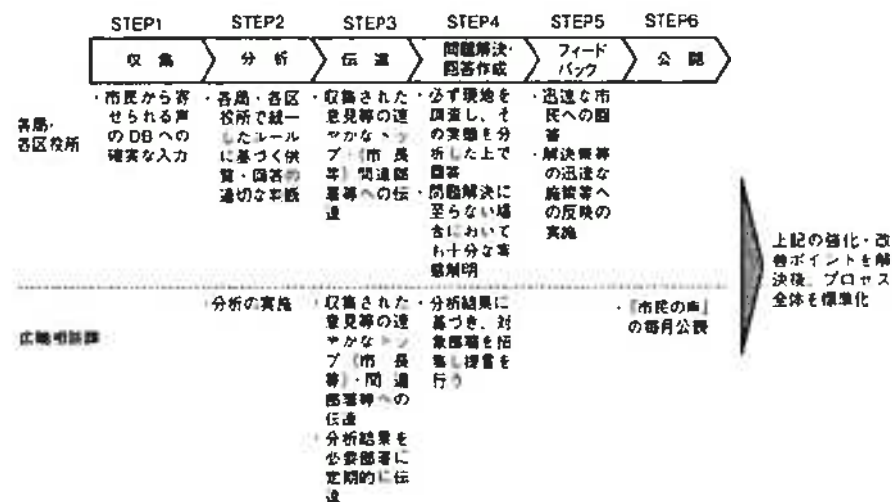 STEP1
STEP2
STEP3
STEP4
STEP5
STEP6
収 集
分 析
伝 達
問題解決・
回答作成
フィード
バック
公 開
各局・
各区役所
・市民から寄
せられる声
のDBへの
確実な入力
・各局・各区
役所で統一
したルール
に基づく供
覧・回答の
適切な判断
・収集された
意見等の速
やかなトッ
プ（市長
等）・関連部
署等への伝
達
・必ず現地を
調査し、そ
の実態を分
析した上で
回答
・問題解決に
至らない場
合において
も十分な実
態解明
・迅速な市
民への回
答
・解決策等
の迅速な
施策等へ
の反映の
実施
上記の強化・改
善ポイントを解
決後、プロセス
全体を標準化
広聴相談課
・分析の実施
・収集された
意見等の速
やかなトッ
プ（市長
等）・関連
部署等への
伝達
・分析結果を
必要部署に
定期的に伝
達
・分析結果に
基づき、対
象部署を招
集し提言を
行う
・『市民の声』
の毎月公表